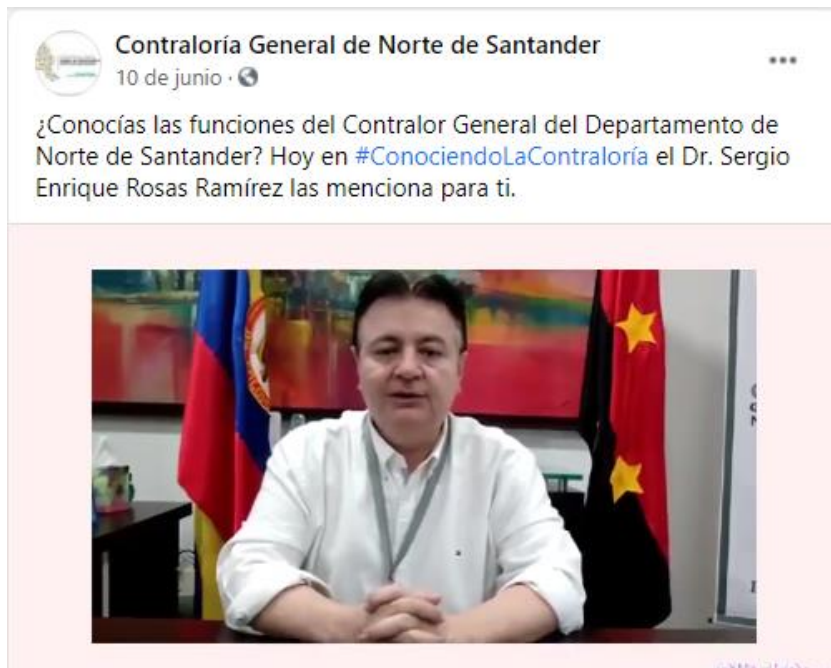 Contraloría General de Norte de Santander
10 de junio ·
¿Conocías las funciones del Contralor General del Departamento de
Norte de Santander? Hoy en #ConociendoLaContraloría el Dr. Sergio
Enrique Rosas Ramírez las menciona para ti.